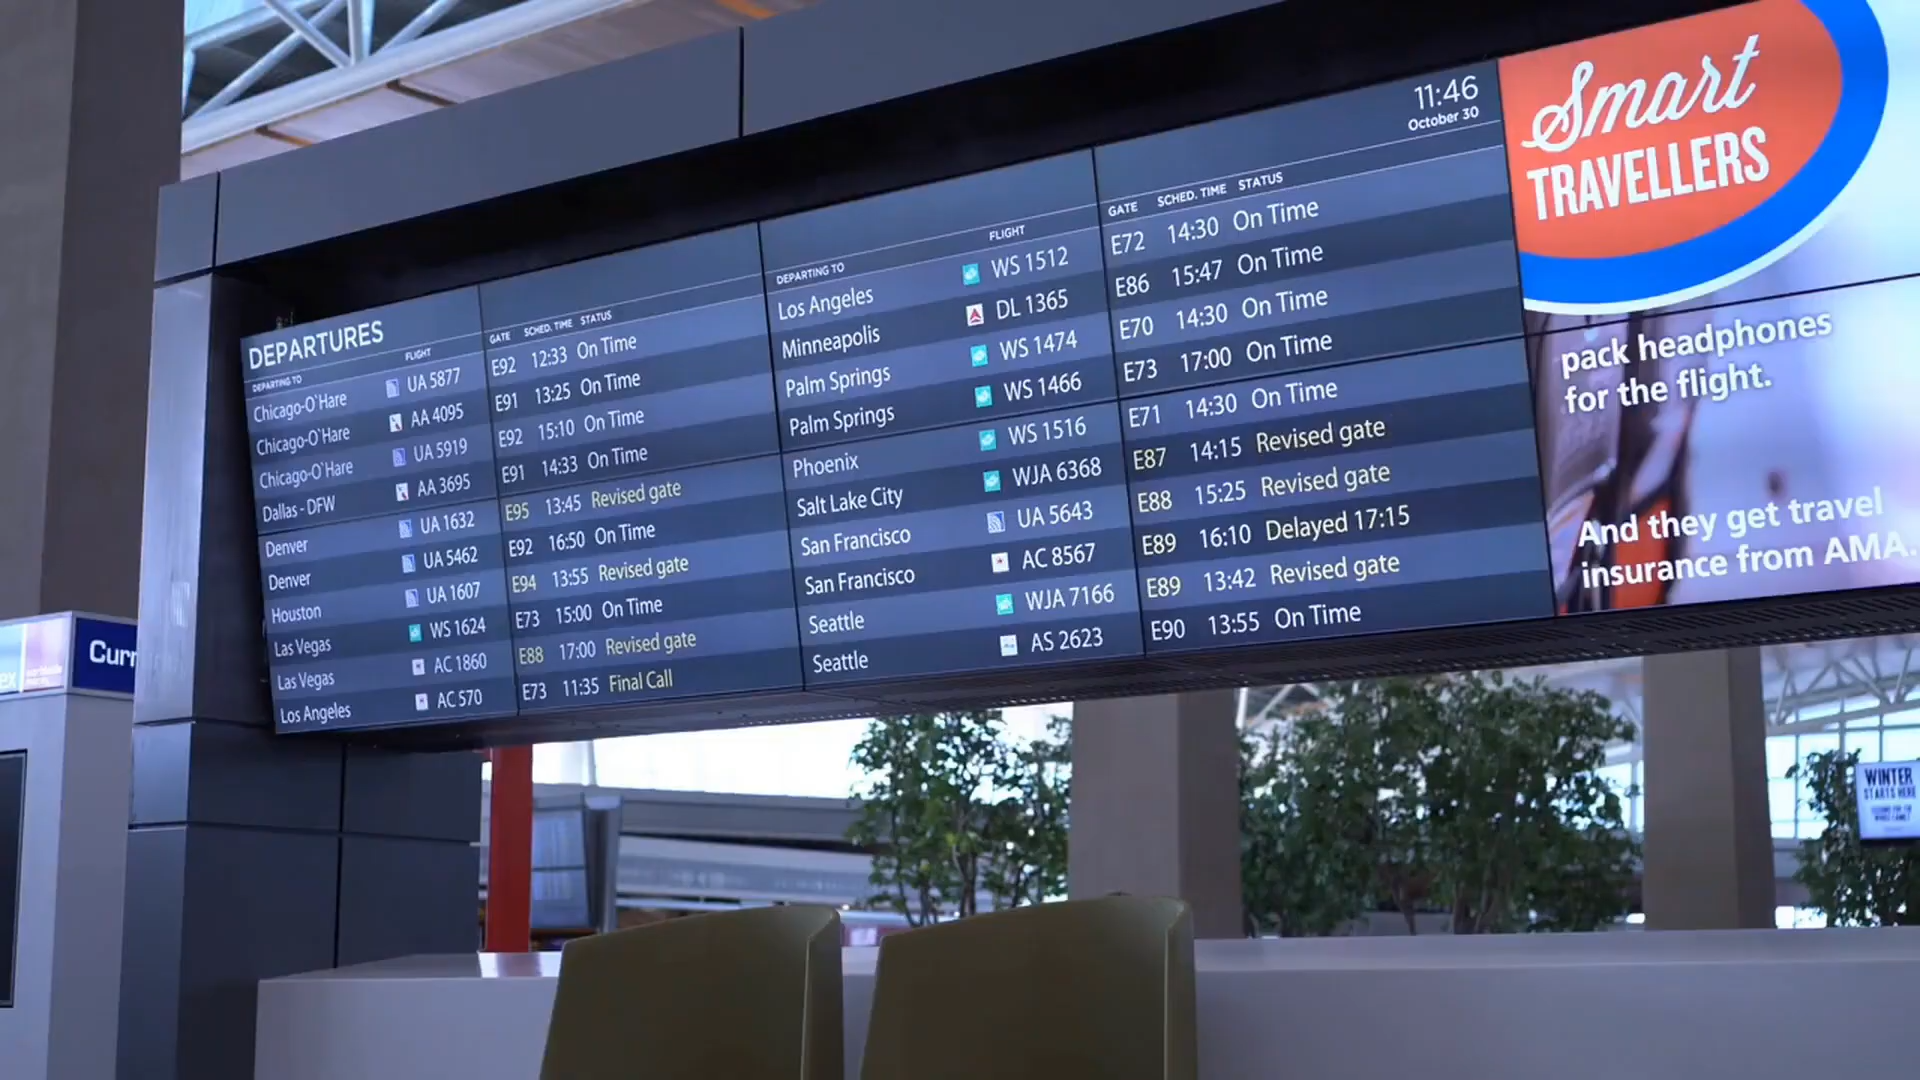 DEPARTURES
DEPARTING TO FLIGHT GATE SCHED. TIME STATUS
Chicago-O'Hare UA 5877 E92 12:33 On Time
Chicago-O'Hare AA 4095 E91 13:25 On Time
Chicago-O'Hare UA 5919 E92 15:10 On Time
Dallas - DFW AA 3695 E91 14:33 On Time
Denver UA 1632 E95 13:45 Revised gate
Denver UA 5462 E92 16:50 On Time
Houston UA 1607 E94 13:55 Revised gate
Las Vegas WS 1624 E73 15:00 On Time
Las Vegas AC 1860 E88 17:00 Revised gate
Los Angeles AC 570 E73 11:35 Final Call
11:46
October 30
DEPARTING TO FLIGHT GATE SCHED. TIME STATUS
Los Angeles WS 1512 E72 14:30 On Time
Minneapolis DL 1365 E86 15:47 On Time
Palm Springs WS 1474 E70 14:30 On Time
Palm Springs WS 1466 E73 17:00 On Time
Phoenix WS 1516 E71 14:30 On Time
Salt Lake City WJA 6368 E87 14:15 Revised gate
San Francisco UA 5643 E88 15:25 Revised gate
San Francisco AC 8567 E89 16:10 Delayed 17:15
Seattle WJA 7166 E89 13:42 Revised gate
Seattle AS 2623 E90 13:55 On Time
Smart
TRAVELLERS
pack headphones
for the flight.
And they get travel
insurance from AMA.
Curr
ex
WINTER
STARTS HERE